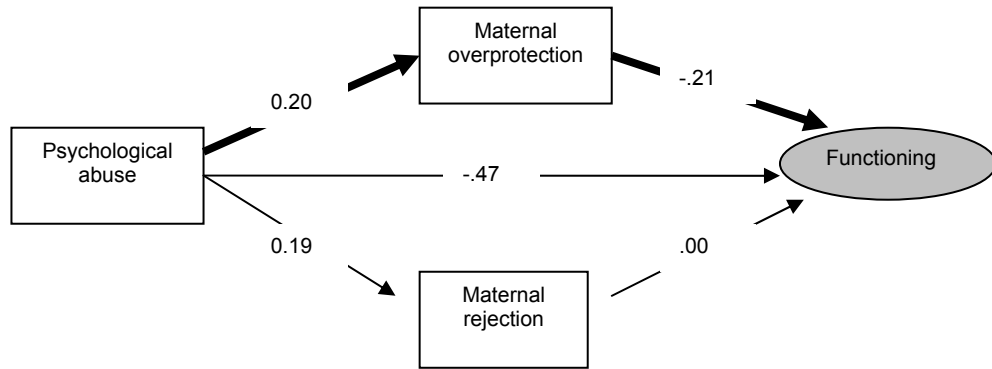 Maternal
overprotection
-.21
0.20
Psychological
abuse
-.47
Functioning
0.19
.00
Maternal
rejection